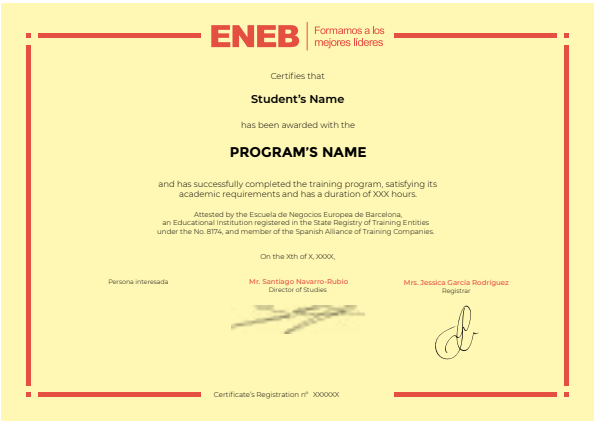 ENEB
Formamos a los
mejores líderes
Certifies that
Student's Name
has been awarded with the
PROGRAM'S NAME
and has successfully completed the training program, satisfying its
academic requirements and has a duration of XXX hours.
Attested by the Escuela de Negocios Europea de Barcelona,
an Educational Institution registered in the State Registry of Training Entities
under the No. 8174, and member of the Spanish Alliance of Training Companies.
On the Xth of X, XXXX,
Persona interesada
Mr. Santiago Navarro-Rubio
Director of Studies
Mrs. Jessica García Rodríguez
Registrar
Certificate's Registration nº XXXXXX